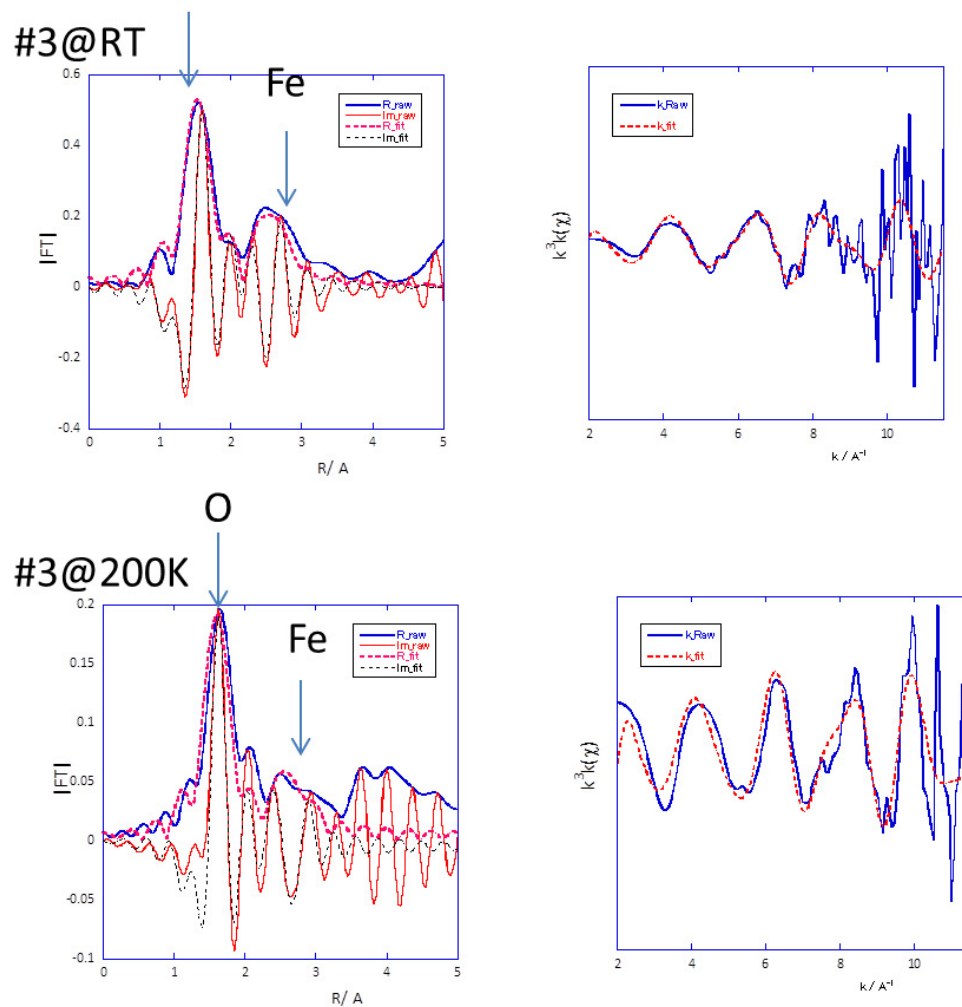 #3@RT
Fe
R_raw
Im_raw
R_fit
Im_fit
|FT|
0.6
0.4
0.2
0
-0.2
-0.4
0 1 2 3 4 5
R/ A
k_Raw
k_fit
k³k(χ)
2 4 6 8 10
k / A⁻¹
O
#3@200K
Fe
R_raw
Im_raw
R_fit
Im_fit
|FT|
0.2
0.15
0.1
0.05
0
-0.05
-0.1
0 1 2 3 4 5
R/ A
k_Raw
k_fit
k³k(χ)
2 4 6 8 10
k / A⁻¹